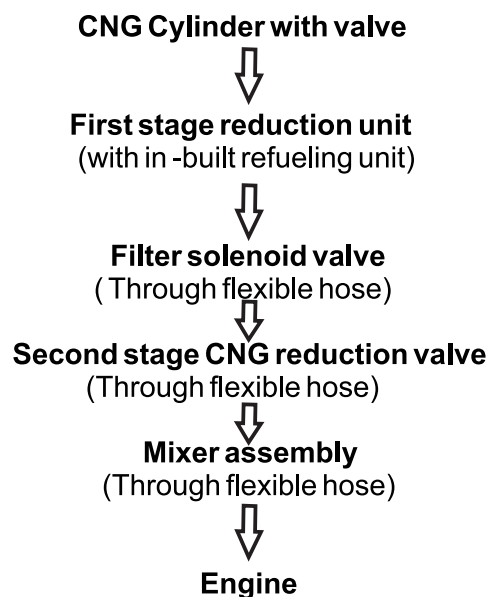 CNG Cylinder with valve
First stage reduction unit
(with in -built refueling unit)
Filter solenoid valve
( Through flexible hose)
Second stage CNG reduction valve
(Through flexible hose)
Mixer assembly
(Through flexible hose)
Engine